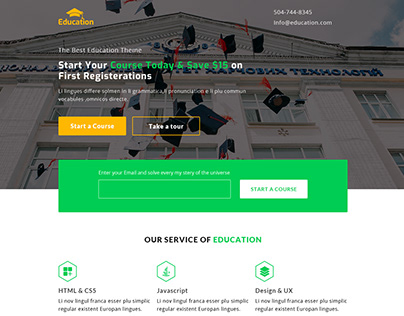 Education
504-744-8345
Info@education.com
The Best Education Theme
Start Your Course Today & Save $15 on
First Registerations
Li lingues differe solmen in li grammatica,li pronunciation e li plu commun
vocabules ,omnicos directe.
Start a Course
Take a tour
Enter your Email and solve every my story of the universe
START A COURSE
OUR SERVICE OF EDUCATION
HTML & CSS
Li nov lingul franca esser plu simplic
regular existent Europan lingues.
Javascript
Li nov lingul franca esser plu simplic
regular existent Europan lingues.
Design & UX
Li nov lingul franca esser plu simplic
regular existent Europan lingues.